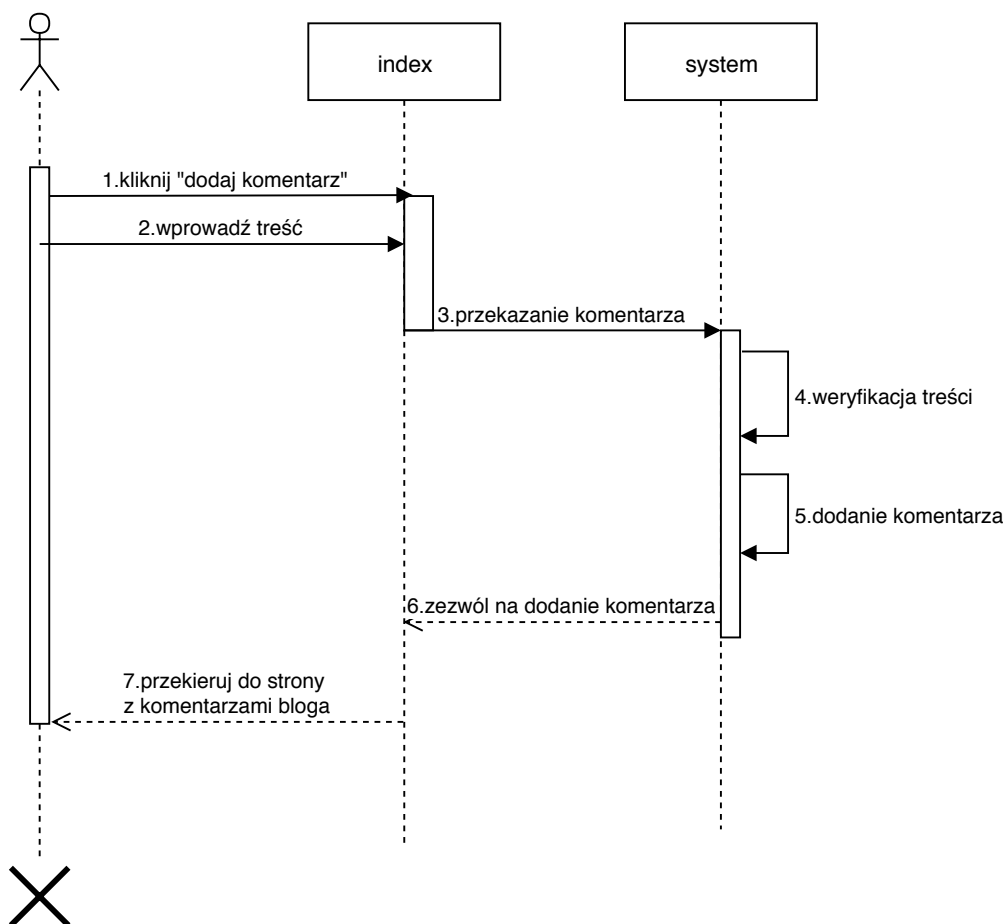 index
system
1.kliknij "dodaj komentarz"
2.wprowadź treść
3.przekazanie komentarza
4.weryfikacja treści
5.dodanie komentarza
6.zezwól na dodanie komentarza
7.przekieruj do strony
z komentarzami bloga